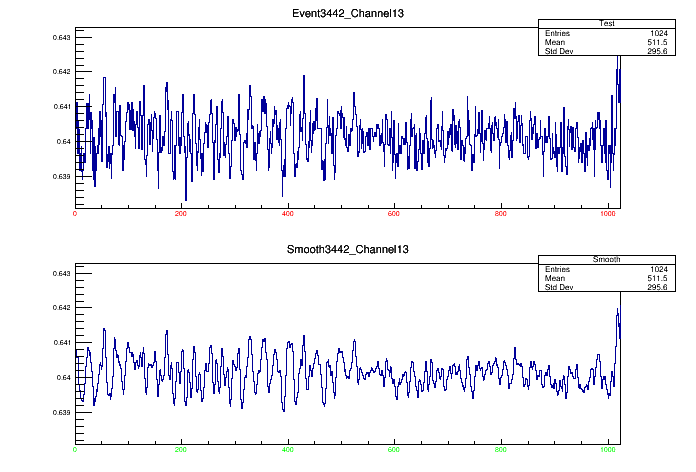 Event3442_Channel13
Test
Entries 1024
Mean 511.5
Std Dev 295.6
0.643
0.642
0.641
0.64
0.639
0 200 400 600 800 1000
Smooth3442_Channel13
Smooth
Entries 1024
Mean 511.5
Std Dev 295.6
0.643
0.642
0.641
0.64
0.639
0 200 400 600 800 1000